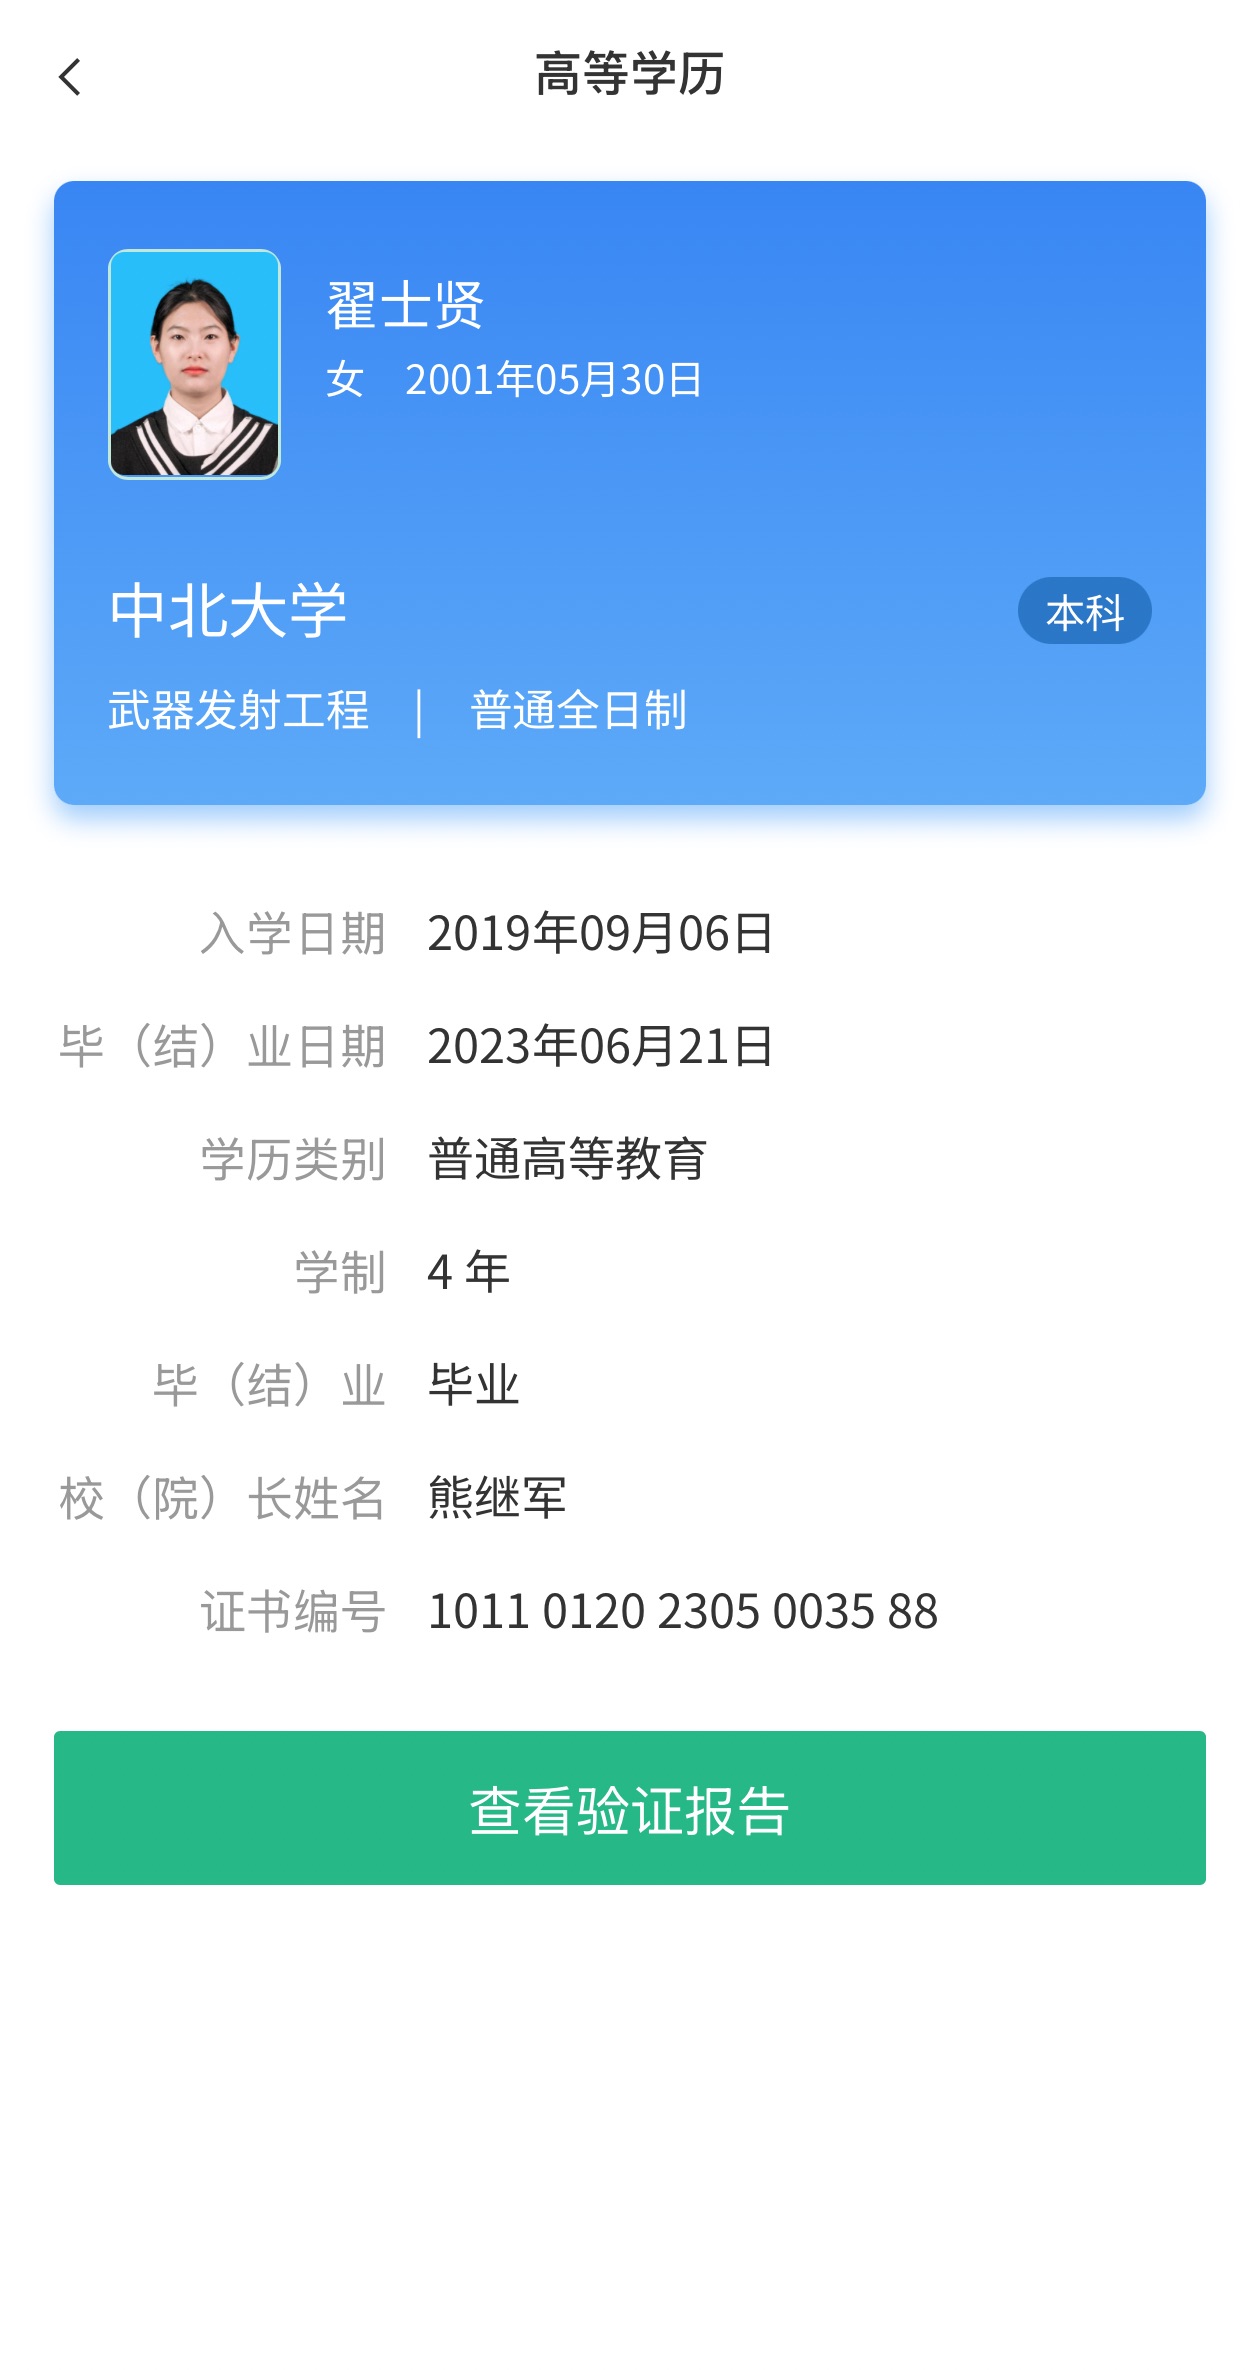 高等学历
翟士贤
女 2001年05月30日
中北大学
本科
武器发射工程 | 普通全日制
入学日期 2019年09月06日
毕（结）业日期 2023年06月21日
学历类别 普通高等教育
学制 4 年
毕（结）业 毕业
校（院）长姓名 熊继军
证书编号 1011 0120 2305 0035 88
查看验证报告